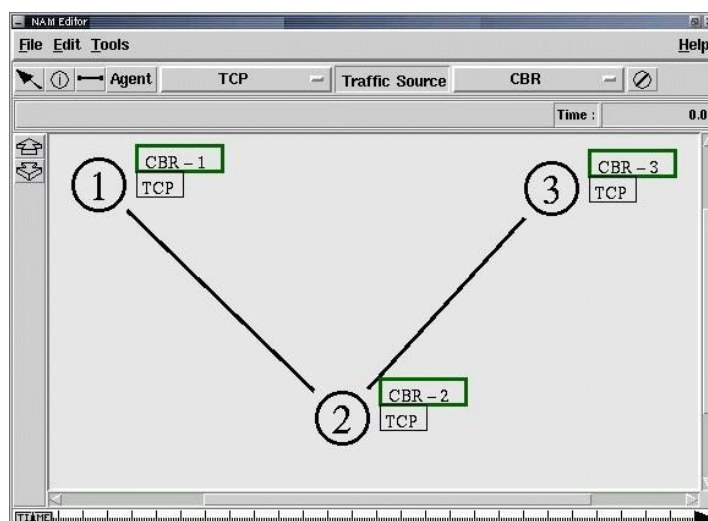 NAM Editor
File Edit Tools Help
Agent TCP Traffic Source CBR
Time : 0.0
1 CBR - 1
TCP
3 CBR - 3
TCP
2 CBR - 2
TCP
TIME